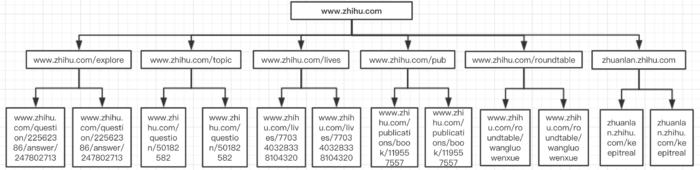 www.zhihu.com
www.zhihu.com/explore
www.zhihu.com/topic
www.zhihu.com/lives
www.zhihu.com/pub
www.zhihu.com/roundtable
zhuanlan.zhihu.com
www.zhihu.
com/questi
on/225623
86/answer/
247802713
www.zhihu.
com/questi
on/225623
86/answer/
247802713
www.zhi
hu.com/
questio
n/50182
582
www.zhi
hu.com/
questio
n/50182
582
www.zhih
u.com/liv
es/7703
4032833
8104320
www.zhih
u.com/liv
es/7703
4032833
8104320
www.zhi
hu.com/
publicati
ons/boo
k/11955
7557
www.zhi
hu.com/
publicati
ons/boo
k/11955
7557
www.zhih
u.com/ro
undtable/
wangluo
wenxue
www.zhih
u.com/ro
undtable/
wangluo
wenxue
zhuanla
n.zhihu.
com/ke
epitreal
zhuanla
n.zhihu.
com/ke
epitreal